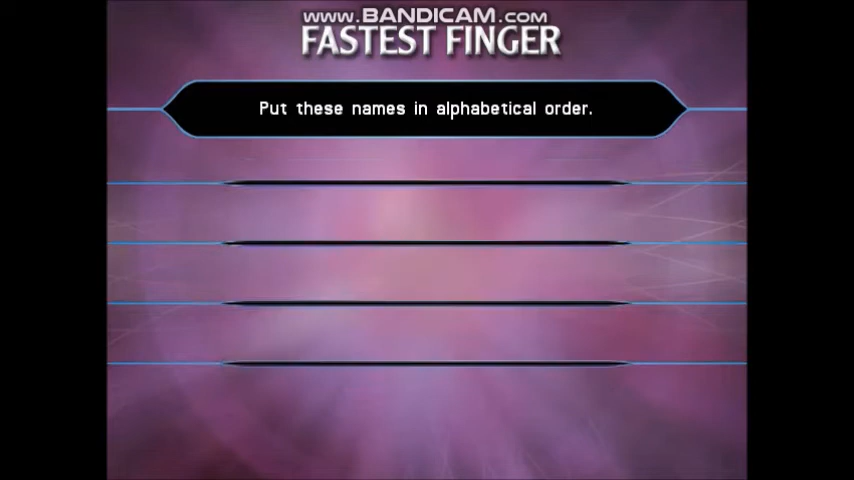 www.BANDICAM.com
FASTEST FINGER
Put these names in alphabetical order.